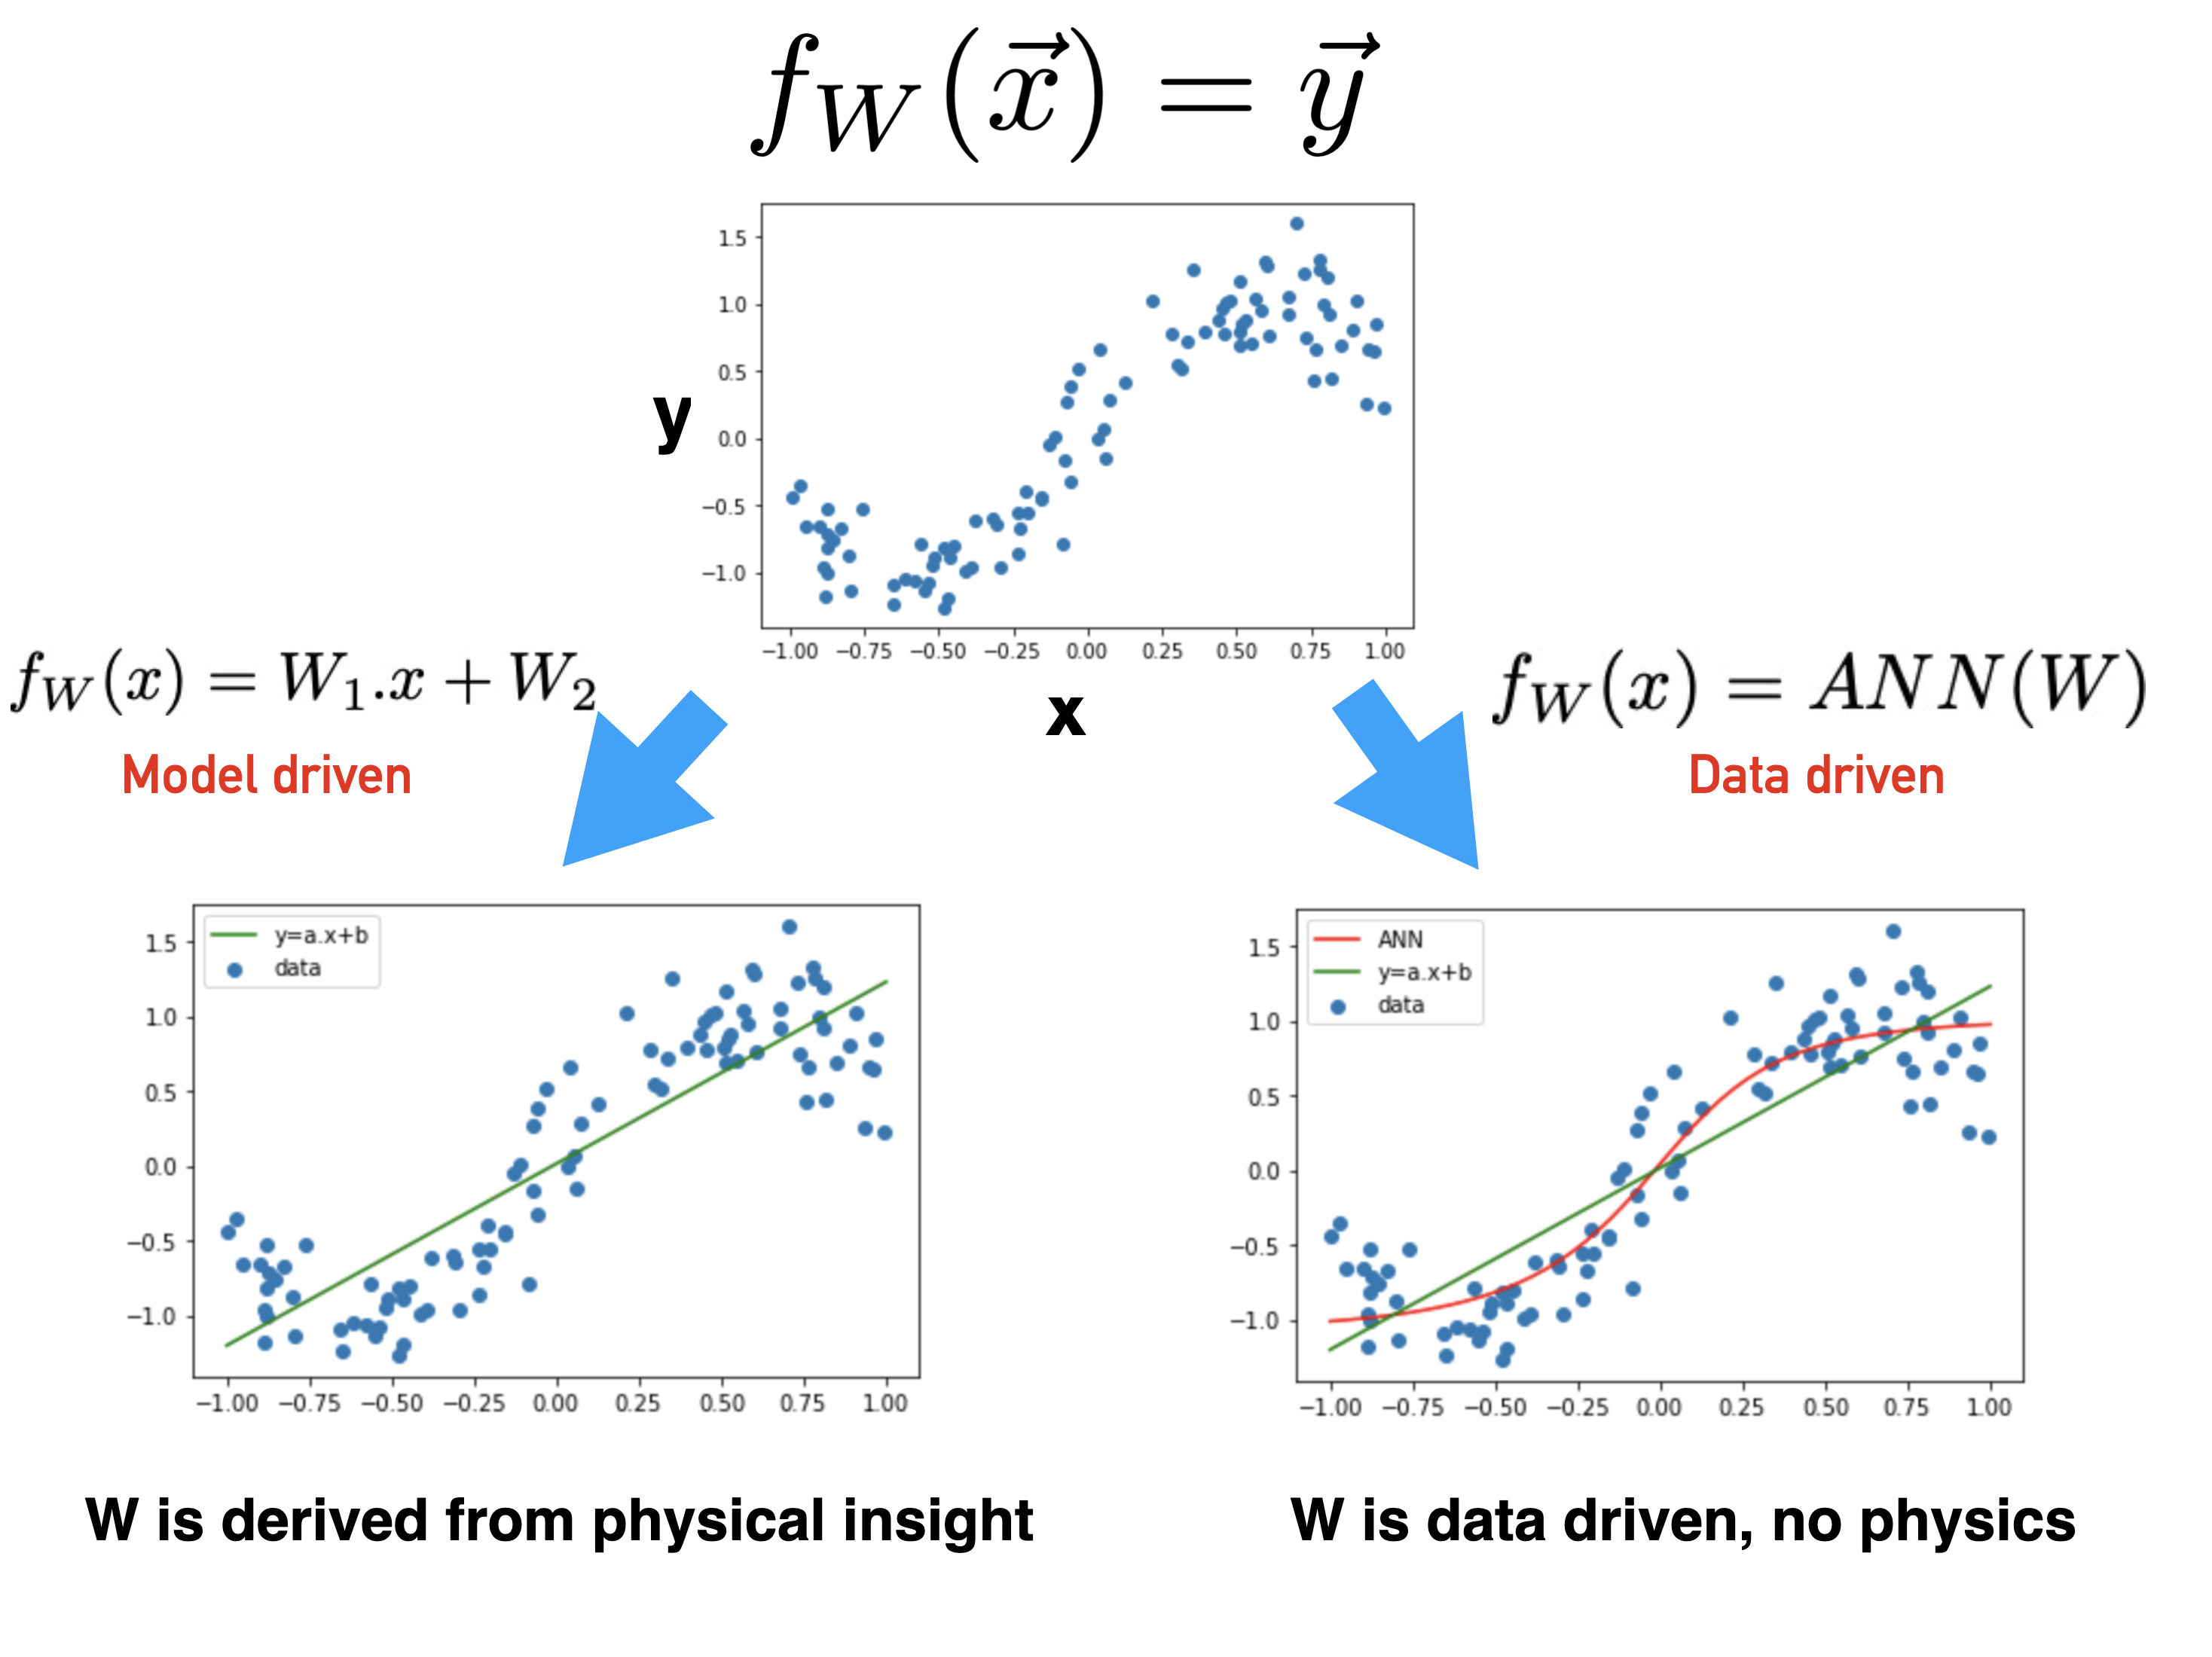 f_W(x⃗) = y⃗
1.5
1.0
0.5
0.0
−0.5
−1.0
y
−1.00 −0.75 −0.50 −0.25 0.00 0.25 0.50 0.75 1.00
x
f_W(x) = W_1.x + W_2
Model driven
f_W(x) = ANN(W)
Data driven
y=a.x+b
data
1.5
1.0
0.5
0.0
−0.5
−1.0
−1.00 −0.75 −0.50 −0.25 0.00 0.25 0.50 0.75 1.00
ANN
y=a.x+b
data
1.5
1.0
0.5
0.0
−0.5
−1.0
−1.00 −0.75 −0.50 −0.25 0.00 0.25 0.50 0.75 1.00
W is derived from physical insight
W is data driven, no physics